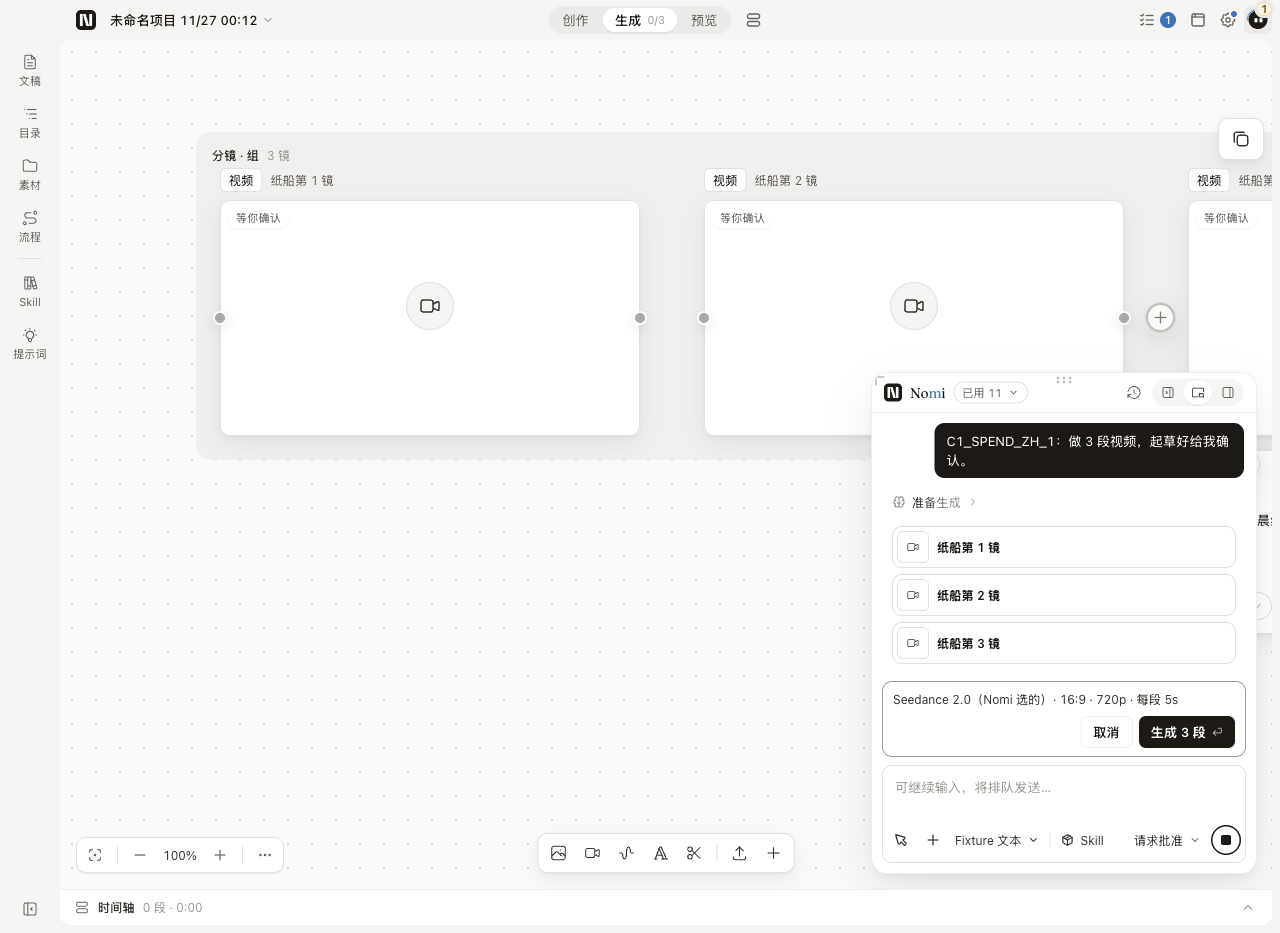 未命名项目 11/27 00:12
创作
生成 0/3
预览
1
1
文稿
目录
素材
流程
Skill
提示词
分镜 · 组 3 镜
视频 纸船第 1 镜
等你确认
视频 纸船第 2 镜
等你确认
视频 纸船第
等你确认
Nomi
已用 11
C1_SPEND_ZH_1：做 3 段视频，起草好给我确
认。
准备生成
纸船第 1 镜
纸船第 2 镜
纸船第 3 镜
Seedance 2.0（Nomi 选的）· 16:9 · 720p · 每段 5s
取消
生成 3 段
可继续输入，将排队发送…
Fixture 文本
Skill
请求批准
晨
100%
时间轴 0 段 · 0:00